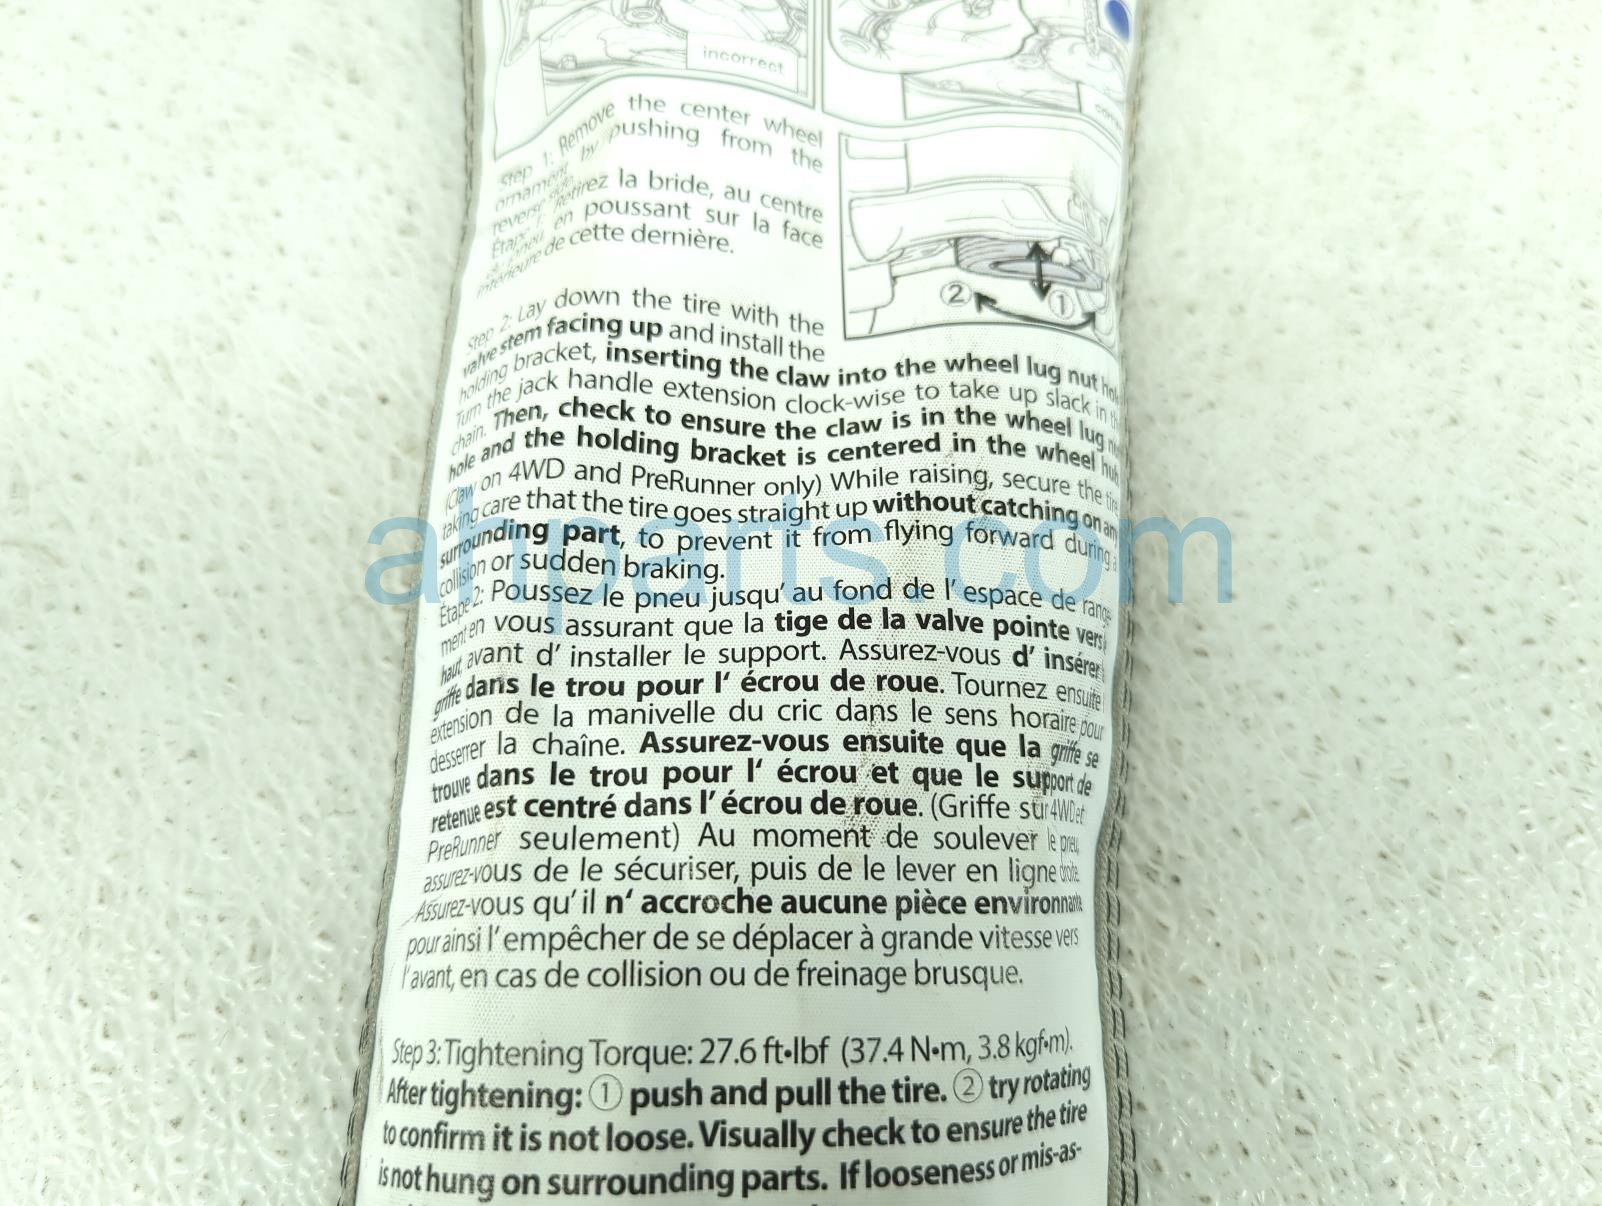 incorrect
Step 1: Remove the center wheel
ornament by pushing from the
reverse side.
Étape 1: Retirez la bride, au centre
du pneu, en poussant sur la face
intérieure de cette dernière.
2 1
Step 2: Lay down the tire with the
valve stem facing up and install the
holding bracket, inserting the claw into the wheel lug nut
Turn the jack handle extension clock-wise to take up slack in
chain. Then, check to ensure the claw is in the wheel lug
hole and the holding bracket is centered in the wheel hub
(Claw on 4WD and PreRunner only) While raising, secure the tire
taking care that the tire goes straight up without catching on any
surrounding part, to prevent it from flying forward during a
collision or sudden braking.
Étape 2: Poussez le pneu jusqu' au fond de l' espace de range-
ment en vous assurant que la tige de la valve pointe vers
haut avant d' installer le support. Assurez-vous d' insérer
griffe dans le trou pour l' écrou de roue. Tournez ensuite
extension de la manivelle du cric dans le sens horaire pour
desserrer la chaîne. Assurez-vous ensuite que la griffe se
trouve dans le trou pour l' écrou et que le support de
retenue est centré dans l' écrou de roue. (Griffe sur 4WD et
PreRunner seulement) Au moment de soulever le pneu,
assurez-vous de le sécuriser, puis de le lever en ligne droite.
Assurez-vous qu' il n' accroche aucune pièce environnante
pour ainsi l' empêcher de se déplacer à grande vitesse vers
l'avant, en cas de collision ou de freinage brusque.
Step 3: Tightening Torque: 27.6 ft•lbf (37.4 N•m, 3.8 kgf•m).
After tightening: ① push and pull the tire. ② try rotating
to confirm it is not loose. Visually check to ensure the tire
is not hung on surrounding parts. If looseness or mis-as-
anparts.com